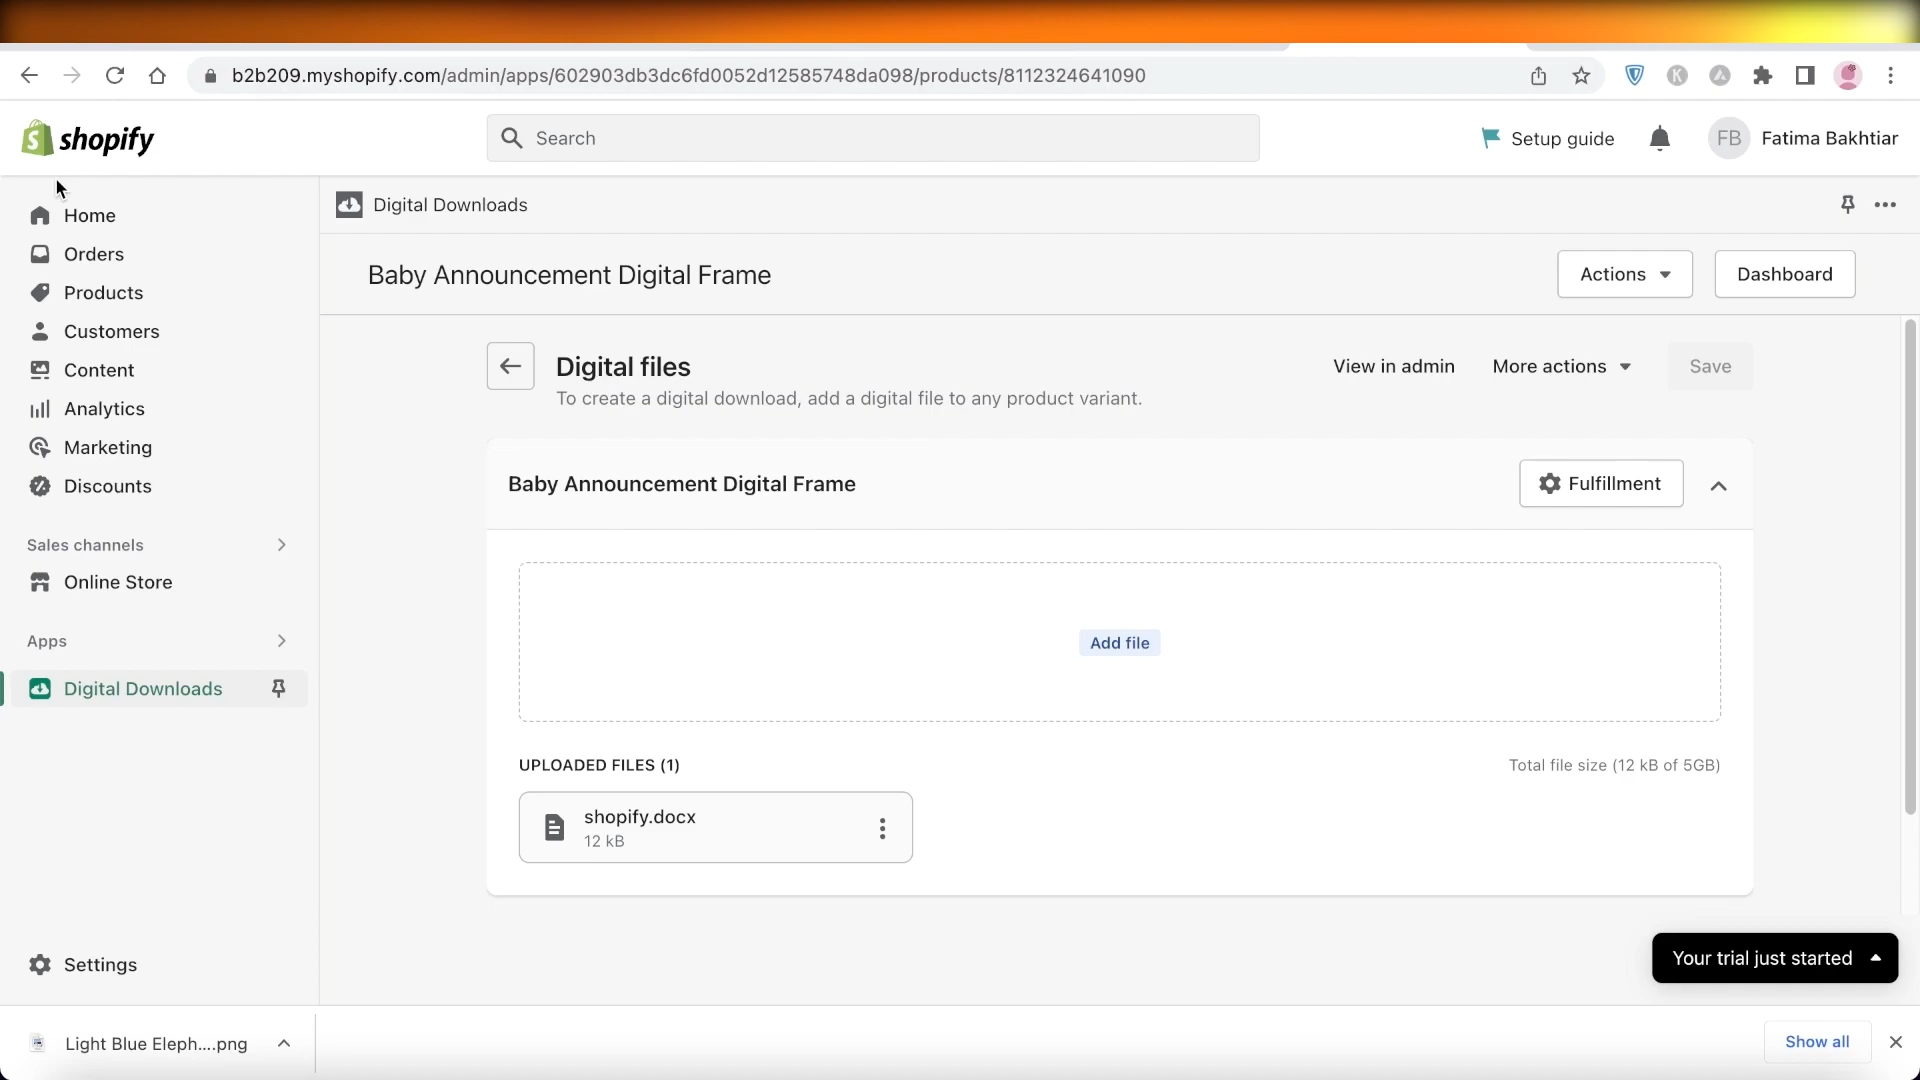 b2b209.myshopify.com/admin/apps/602903db3dc6fd0052d12585748da098/products/8112324641090
shopify
Search
Setup guide
FB
Fatima Bakhtiar
Home
Orders
Products
Customers
Content
Analytics
Marketing
Discounts
Sales channels
Online Store
Apps
Digital Downloads
Settings
Digital Downloads
Baby Announcement Digital Frame
Actions
Dashboard
Digital files
To create a digital download, add a digital file to any product variant.
View in admin
More actions
Save
Baby Announcement Digital Frame
Fulfillment
Add file
UPLOADED FILES (1)
Total file size (12 kB of 5GB)
shopify.docx
12 kB
Your trial just started
Light Blue Eleph....png
Show all